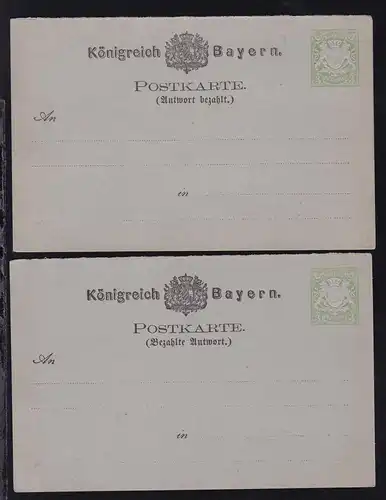 Königreich Bayern.
POSTKARTE.
(Antwort bezahlt.)
An
in
Königreich Bayern.
POSTKARTE.
(Bezahlte Antwort.)
An
in